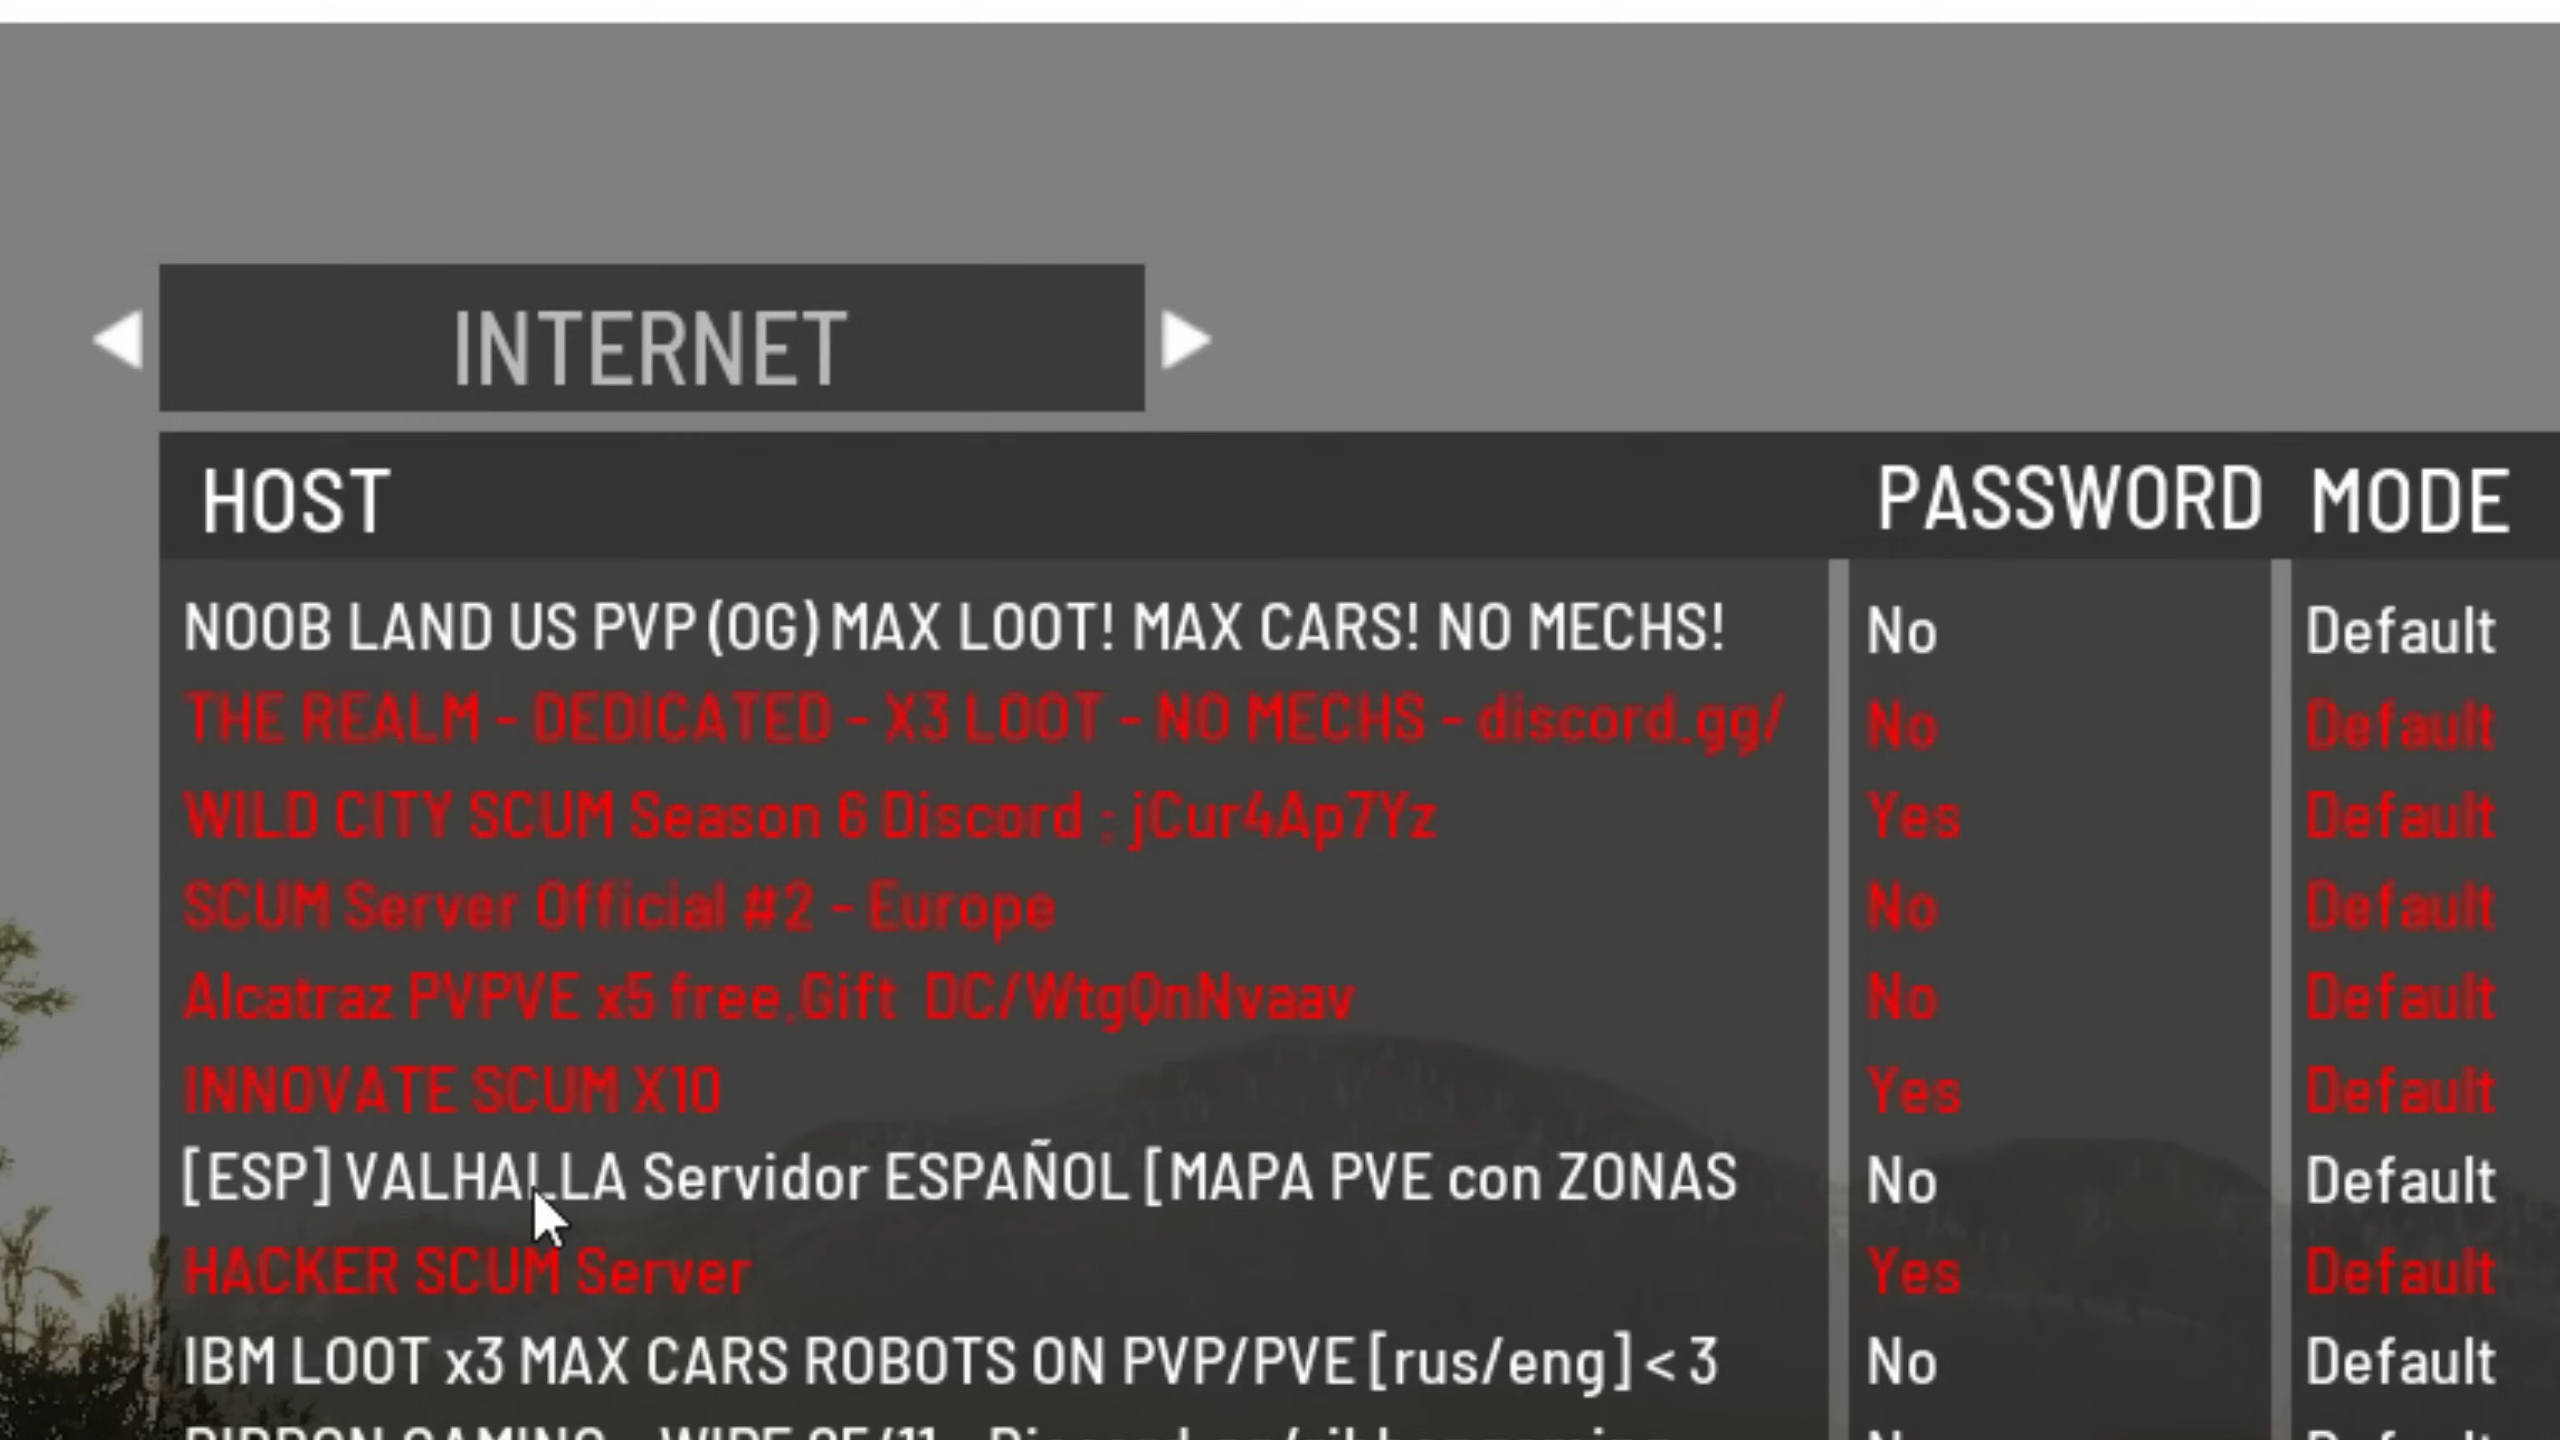 INTERNET
HOST PASSWORD MODE
NOOB LAND US PVP (OG) MAX LOOT! MAX CARS! NO MECHS! No Default
THE REALM - DEDICATED - X3 LOOT - NO MECHS - discord.gg/ No Default
WILD CITY SCUM Season 6 Discord : jCur4Ap7Yz Yes Default
SCUM Server Official #2 - Europe No Default
Alcatraz PVPVE x5 free,Gift DC/WtgQnNvaav No Default
INNOVATE SCUM X10 Yes Default
[ESP] VALHALLA Servidor ESPAÑOL [MAPA PVE con ZONAS No Default
HACKER SCUM Server Yes Default
IBM LOOT x3 MAX CARS ROBOTS ON PVP/PVE [rus/eng] < 3 No Default